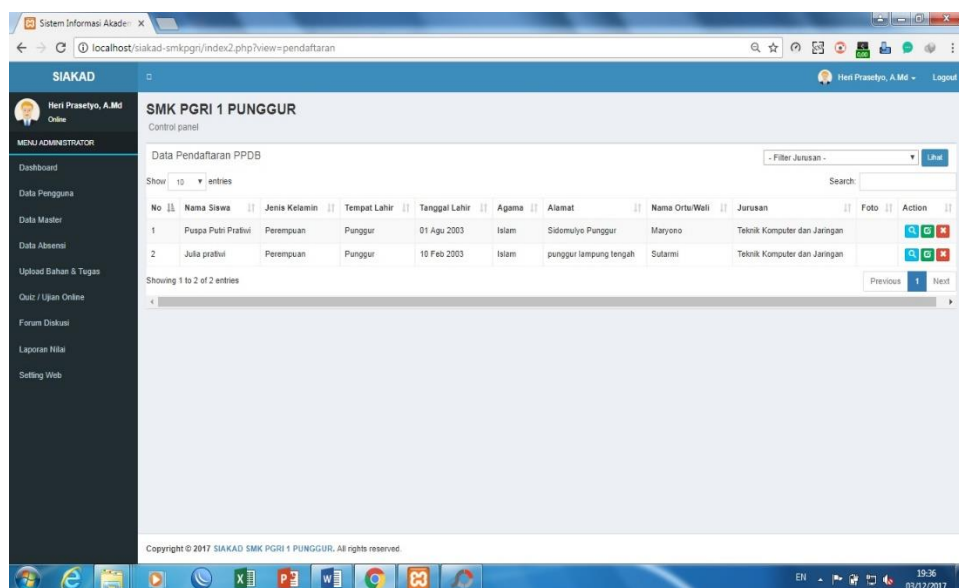 Sistem Informasi Akader
localhost/siakad-smkpgri/index2.php?view=pendaftaran
SIAKAD
Heri Prasetyo, A.Md
Logout
Heri Prasetyo, A.Md
Online
MENU ADMINISTRATOR
Dashboard
Data Pengguna
Data Master
Data Absensi
Upload Bahan & Tugas
Quiz / Ujian Online
Forum Diskusi
Laporan Nilai
Setting Web
SMK PGRI 1 PUNGGUR
Control panel
Data Pendaftaran PPDB
- Filter Jurusan -
Lihat
Show 10 entries
Search:
No Nama Siswa Jenis Kelamin Tempat Lahir Tanggal Lahir Agama Alamat Nama Ortu/Wali Jurusan Foto Action
1 Puspa Putri Pratiwi Perempuan Punggur 01 Agu 2003 Islam Sidomulyo Punggur Maryono Teknik Komputer dan Jaringan
2 Julia pratiwi Perempuan Punggur 10 Feb 2003 Islam punggur lampung tengah Sutarmi Teknik Komputer dan Jaringan
Showing 1 to 2 of 2 entries
Previous 1 Next
Copyright © 2017 SIAKAD SMK PGRI 1 PUNGGUR. All rights reserved.
EN
19:36
03/12/2017